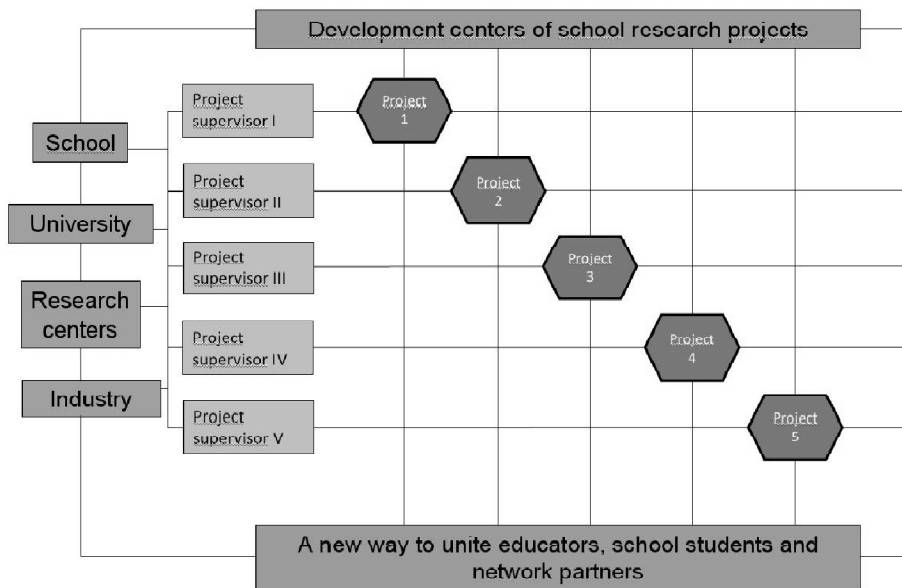 Development centers of school research projects
School
University
Research
centers
Industry
Project
supervisor I
Project
supervisor II
Project
supervisor III
Project
supervisor IV
Project
supervisor V
Project
1
Project
2
Project
3
Project
4
Project
5
A new way to unite educators, school students and
network partners